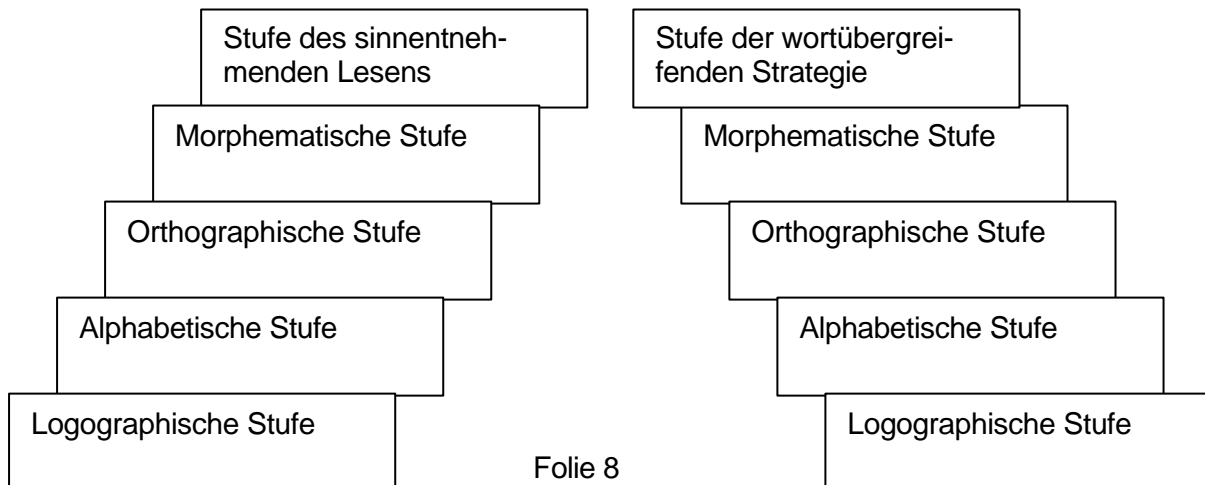 Stufe des sinnentneh-
menden Lesens
Morphematische Stufe
Orthographische Stufe
Alphabetische Stufe
Logographische Stufe
Stufe der wortübergrei-
fenden Strategie
Morphematische Stufe
Orthographische Stufe
Alphabetische Stufe
Logographische Stufe
Folie 8